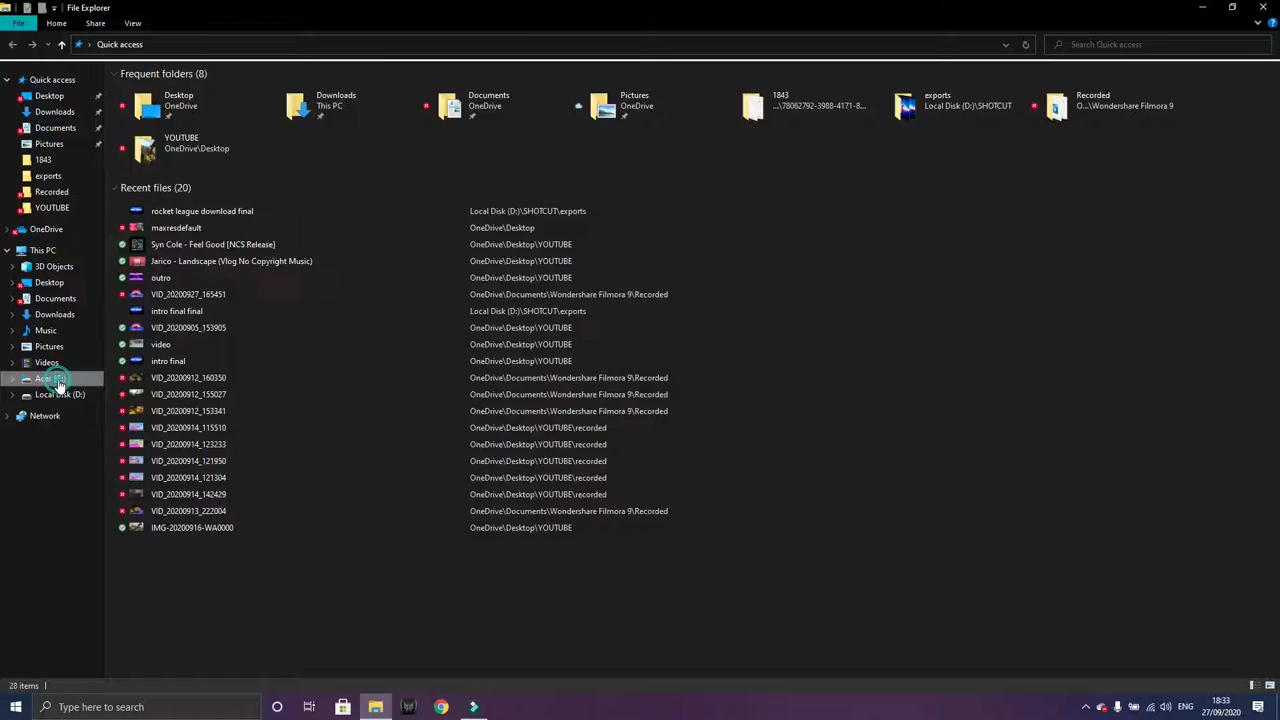 File Explorer
File
Home
Share
View
Quick access
Search Quick access
Quick access
Desktop
Downloads
Documents
Pictures
1843
exports
Recorded
YOUTUBE
OneDrive
This PC
3D Objects
Desktop
Documents
Downloads
Music
Pictures
Videos
Local Disk (D:)
Network
Frequent folders (8)
Desktop
OneDrive
Downloads
This PC
Documents
OneDrive
Pictures
OneDrive
1843
...\78062792-3988-4171-8...
exports
Local Disk (D:)\SHOTCUT
Recorded
O...\Wondershare Filmora 9
YOUTUBE
OneDrive\Desktop
Recent files (20)
rocket league download final Local Disk (D:)\SHOTCUT\exports
maxresdefault OneDrive\Desktop
Syn Cole - Feel Good [NCS Release] OneDrive\Desktop\YOUTUBE
Jarico - Landscape (Vlog No Copyright Music) OneDrive\Desktop\YOUTUBE
outro OneDrive\Desktop\YOUTUBE
VID_20200927_165451 OneDrive\Documents\Wondershare Filmora 9\Recorded
intro final final Local Disk (D:)\SHOTCUT\exports
VID_20200905_153905 OneDrive\Desktop\YOUTUBE
video OneDrive\Desktop\YOUTUBE
intro final OneDrive\Desktop\YOUTUBE
VID_20200912_160350 OneDrive\Documents\Wondershare Filmora 9\Recorded
VID_20200912_155027 OneDrive\Documents\Wondershare Filmora 9\Recorded
VID_20200912_153341 OneDrive\Documents\Wondershare Filmora 9\Recorded
VID_20200914_115510 OneDrive\Desktop\YOUTUBE\recorded
VID_20200914_123233 OneDrive\Desktop\YOUTUBE\recorded
VID_20200914_121950 OneDrive\Desktop\YOUTUBE\recorded
VID_20200914_121304 OneDrive\Desktop\YOUTUBE\recorded
VID_20200914_142429 OneDrive\Desktop\YOUTUBE\recorded
VID_20200913_222004 OneDrive\Documents\Wondershare Filmora 9\Recorded
IMG-20200916-WA0000 OneDrive\Desktop\YOUTUBE
28 items
Type here to search
ENG
18:33
27/09/2020